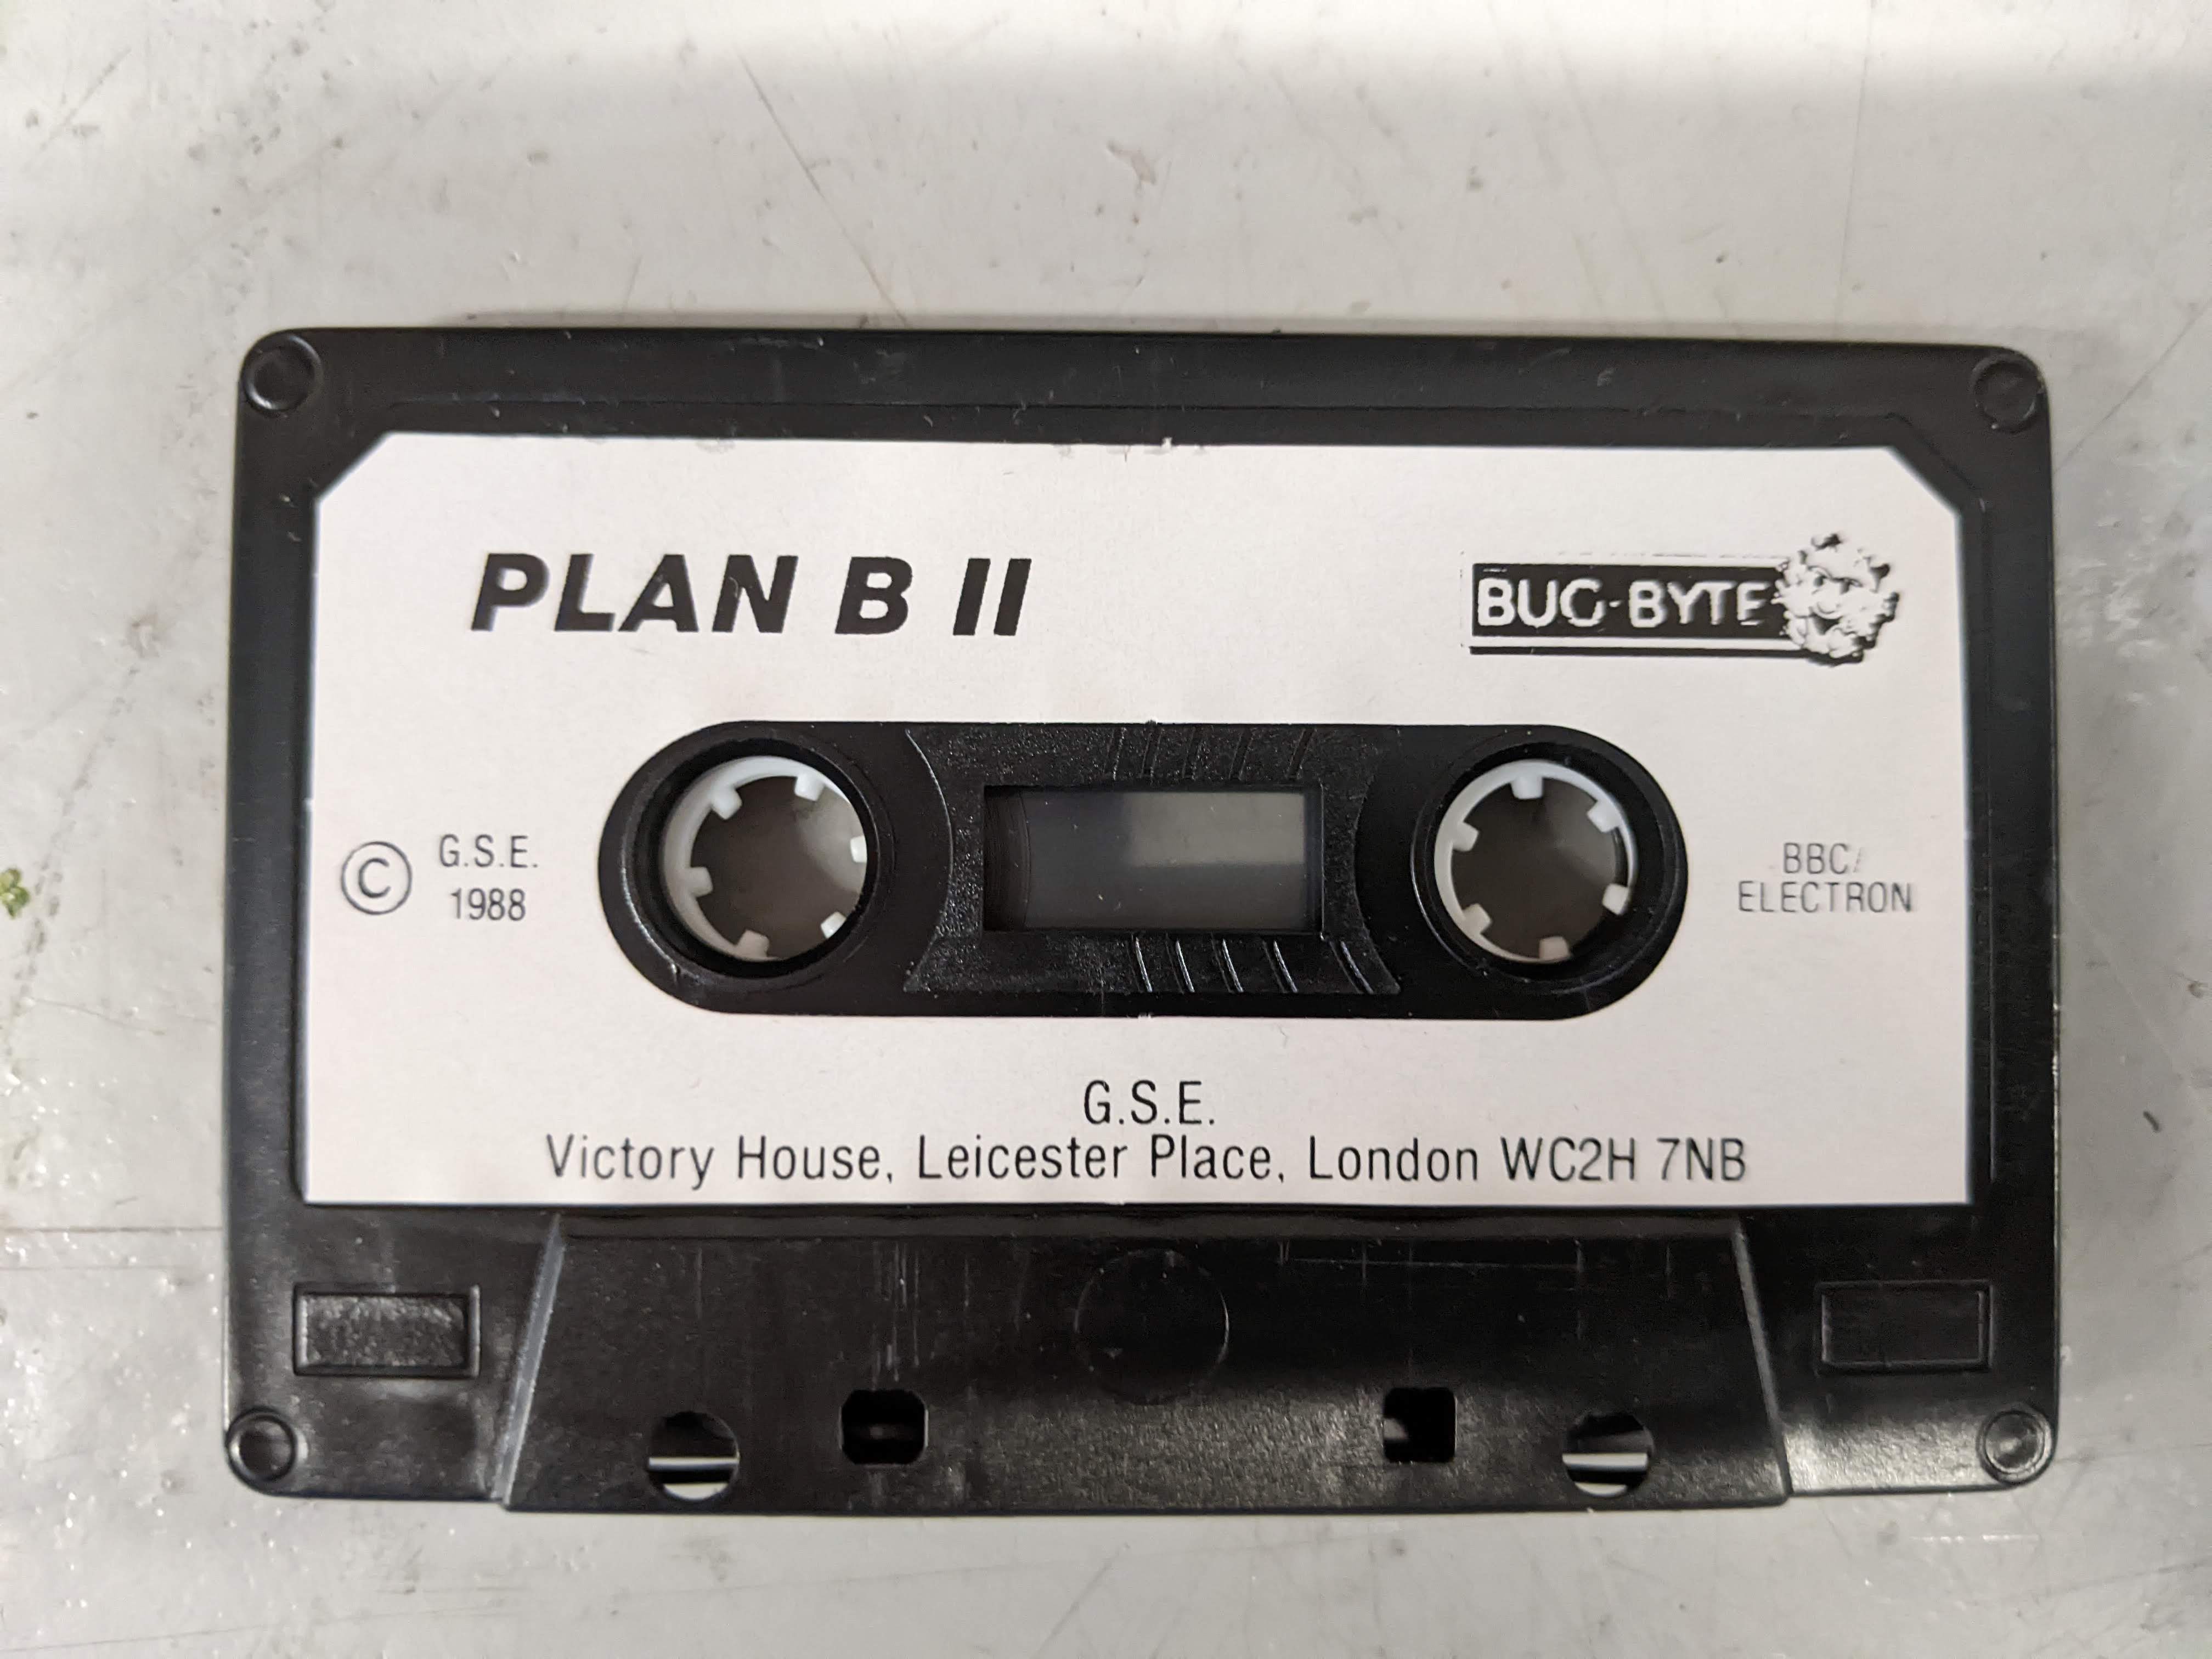 PLAN B II
BUG-BYTE
© G.S.E.
1988
BBC/
ELECTRON
G.S.E.
Victory House, Leicester Place, London WC2H 7NB